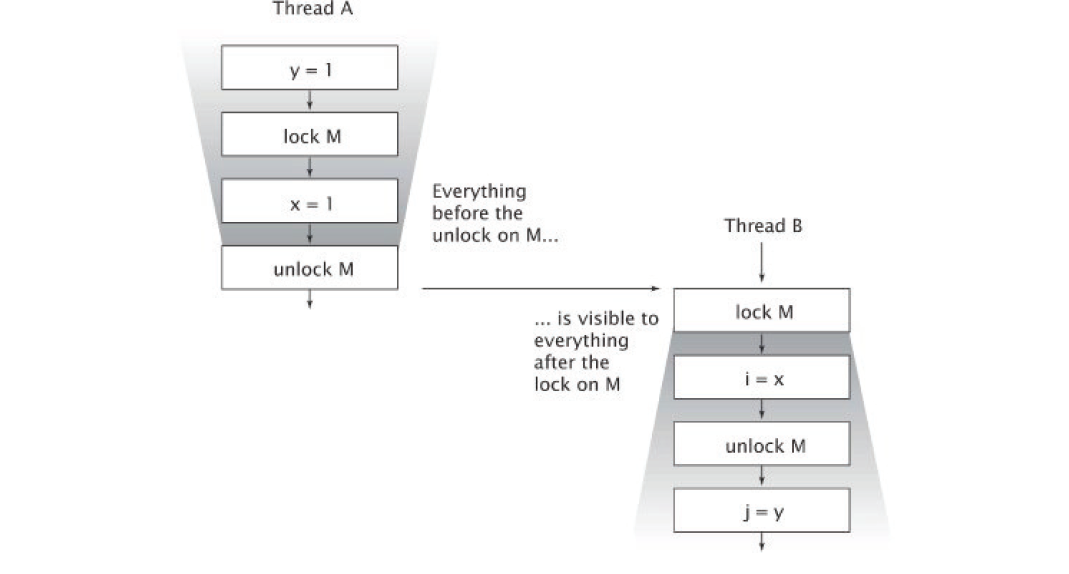 Thread A
y = 1
lock M
x = 1
unlock M
Everything
before the
unlock on M...
... is visible to
everything
after the
lock on M
Thread B
lock M
i = x
unlock M
j = y